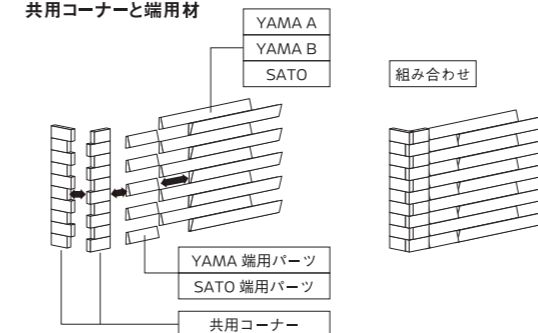 共用コーナーと端用材
YAMA A
YAMA B
SATO
組み合わせ
YAMA 端用パーツ
SATO 端用パーツ
共用コーナー